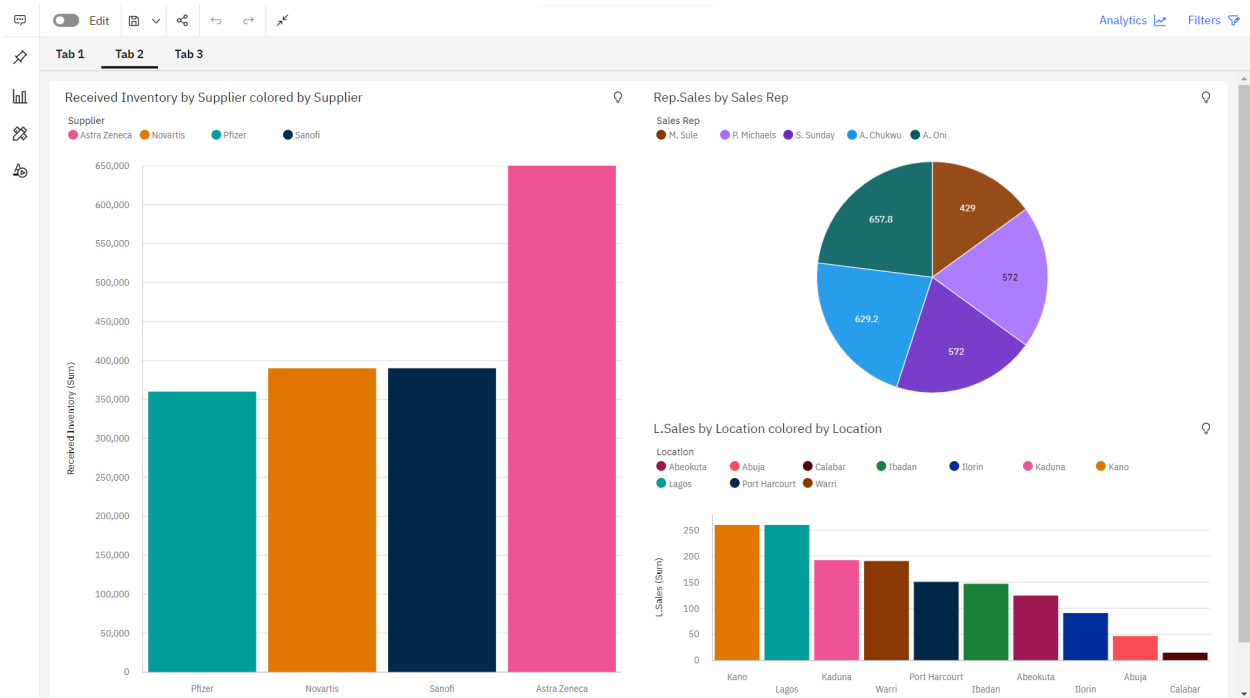 Edit
Analytics
Filters
Tab 1 Tab 2 Tab 3
Received Inventory by Supplier colored by Supplier
Supplier
Astra Zeneca Novartis Pfizer Sanofi
650,000
600,000
550,000
500,000
450,000
400,000
350,000
300,000
250,000
200,000
150,000
100,000
50,000
0
Received Inventory (Sum)
Pfizer Novartis Sanofi Astra Zeneca
Rep.Sales by Sales Rep
Sales Rep
M. Sule P. Michaels S. Sunday A. Chukwu A. Oni
657.8
429
572
629.2
572
L.Sales by Location colored by Location
Location
Abeokuta Abuja Calabar Ibadan Ilorin Kaduna Kano
Lagos Port Harcourt Warri
250
200
150
100
50
0
L.Sales (Sum)
Kano Kaduna Port Harcourt Abeokuta Abuja
Lagos Warri Ibadan Ilorin Calabar